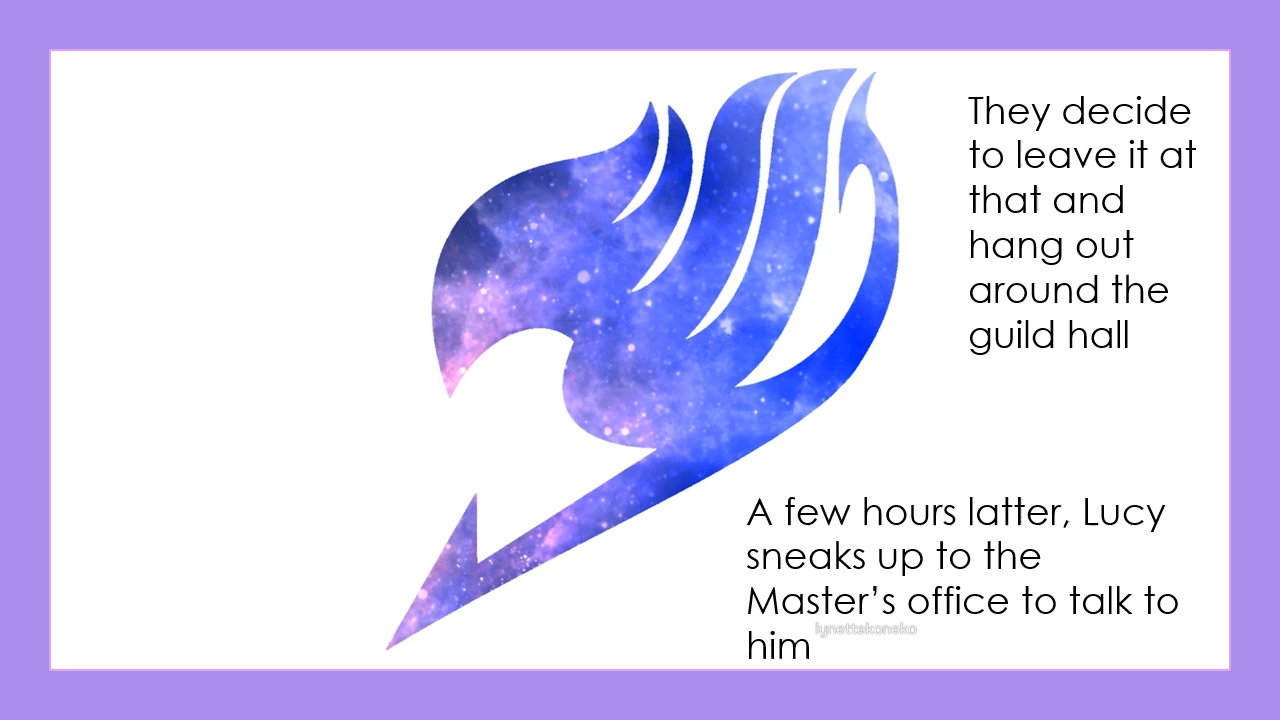 They decide
to leave it at
that and
hang out
around the
guild hall
A few hours latter, Lucy
sneaks up to the
Master’s office to talk to
him
lynettekoneko